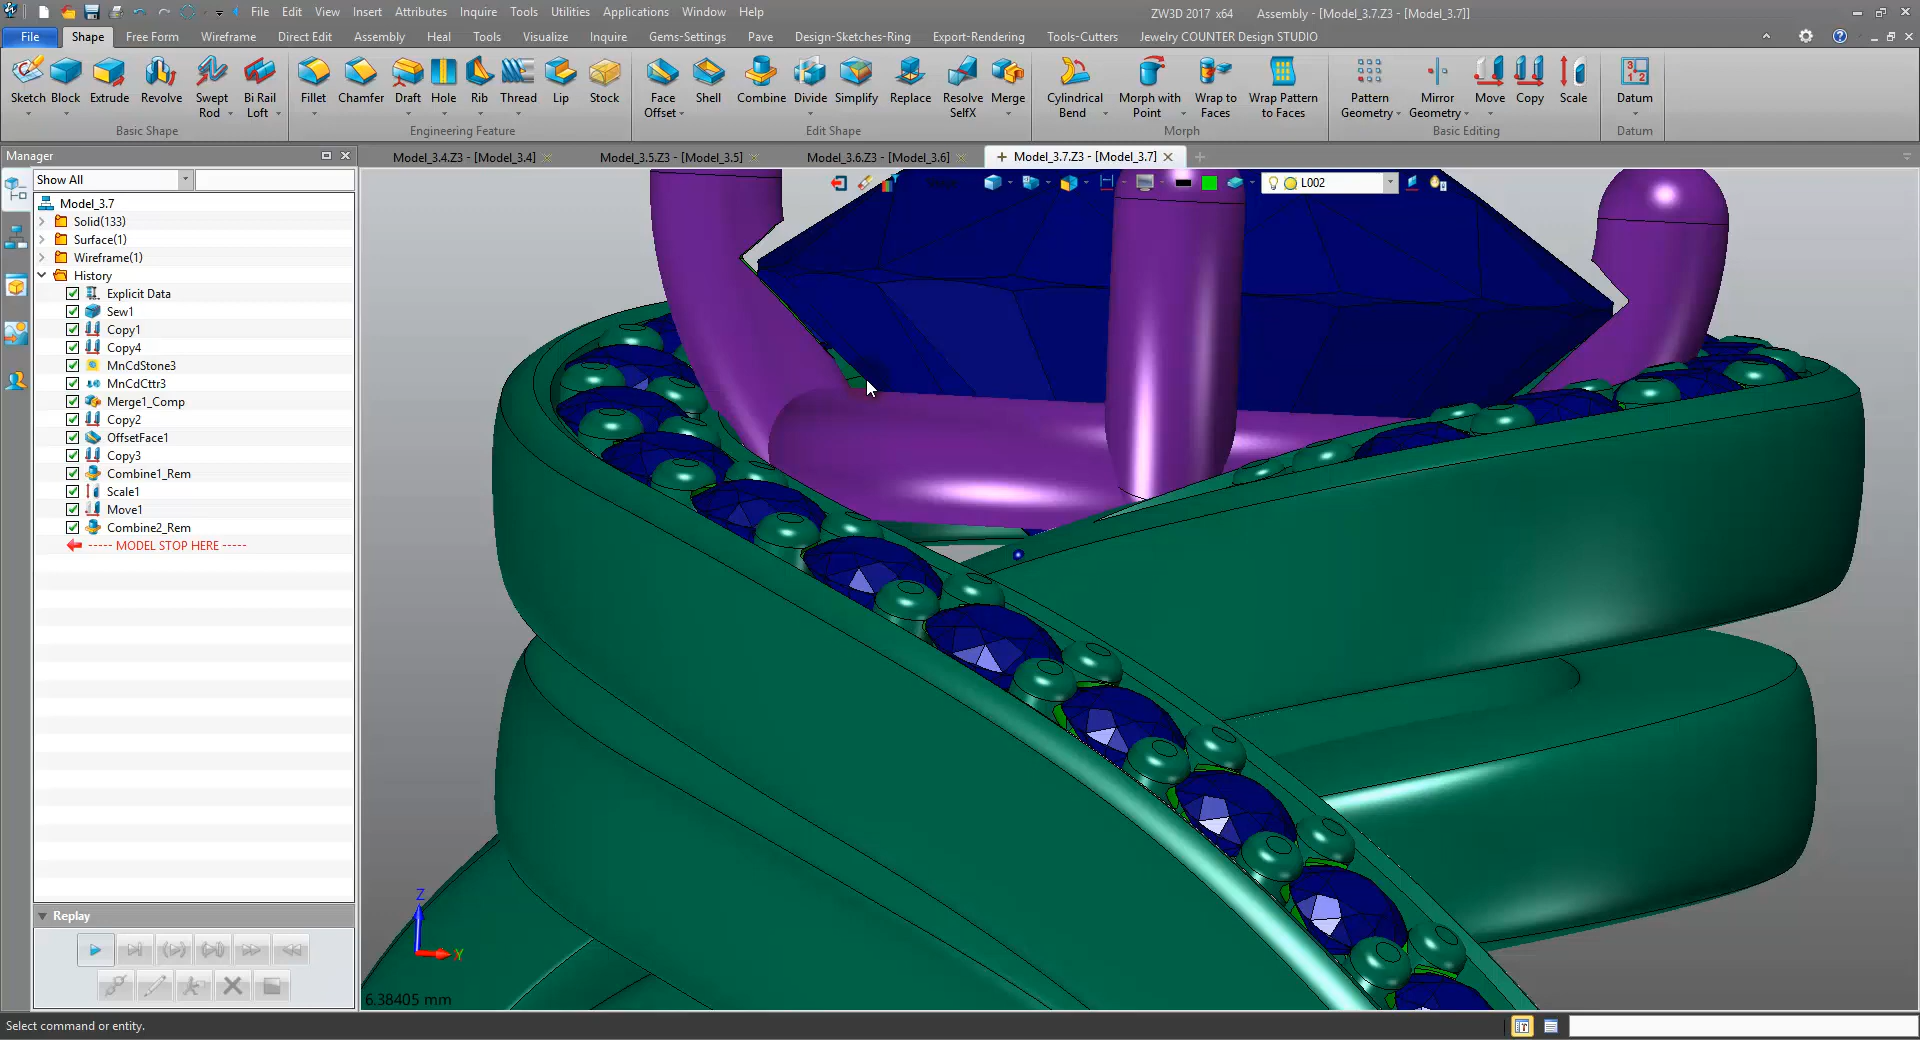 File Edit View Insert Attributes Inquire Tools Utilities Applications Window Help
ZW3D 2017 x64 Assembly - [Model_3.7.Z3 - [Model_3.7]]
File Shape Free Form Wireframe Direct Edit Assembly Heal Tools Visualize Inquire Gems-Settings Pave Design-Sketches-Ring Export-Rendering Tools-Cutters Jewelry COUNTER Design STUDIO
Sketch Block Extrude Revolve Swept Rod Bi Rail Loft
Basic Shape
Fillet Chamfer Draft Hole Rib Thread Lip Stock
Engineering Feature
Face Offset Shell Combine Divide Simplify Replace Resolve SelfX Merge
Edit Shape
Cylindrical Bend Morph with Point Wrap to Faces Wrap Pattern to Faces
Morph
Pattern Geometry Mirror Geometry Move Copy Scale
Basic Editing
Datum
Datum
Manager
Model_3.4.Z3 - [Model_3.4]
Model_3.5.Z3 - [Model_3.5]
Model_3.6.Z3 - [Model_3.6]
Model_3.7.Z3 - [Model_3.7]
Show All
L002
Model_3.7
Solid(133)
Surface(1)
Wireframe(1)
History
Explicit Data
Sew1
Copy1
Copy4
MnCdStone3
MnCdCttr3
Merge1_Comp
Copy2
OffsetFace1
Copy3
Combine1_Rem
Scale1
Move1
Combine2_Rem
----- MODEL STOP HERE -----
Replay
Z
Y
6.38405 mm
Select command or entity.